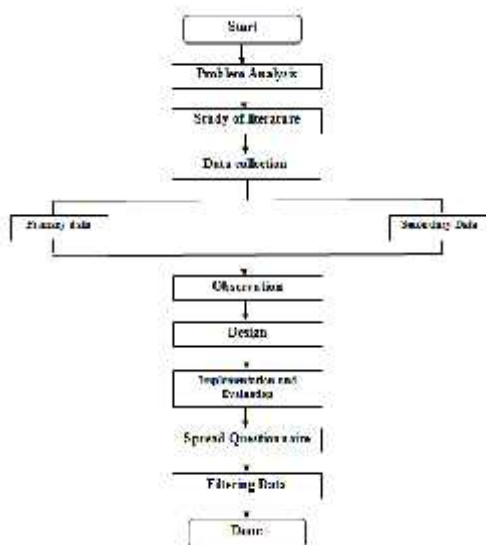 Start
Problem Analysis
Study of literature
Data collection
Primary data
Secondary Data
Observation
Design
Implementation and
Evaluation
Spread Questionnaire
Filtering Data
Done